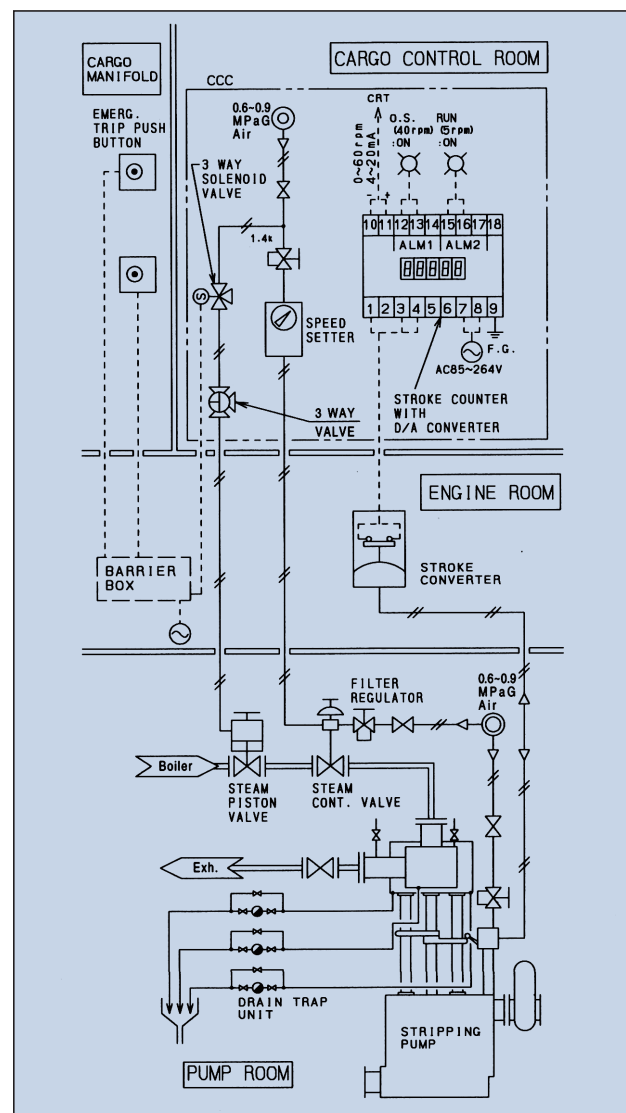 CARGO
MANIFOLD
CARGO CONTROL ROOM
CCC
EMERG.
TRIP PUSH
BUTTON
3 WAY
SOLENOID
VALVE
0.6~0.9
MPaG
Air
CRT
0~60rpm
4~20mA
O.S.
(40rpm)
:ON
RUN
(5rpm)
:ON
- +
10 11 12 13 14 15 16 17 18
ALM1 ALM2
88888
1 2 3 4 5 6 7 8 9
1.4k
S
SPEED
SETTER
F.G.
AC85~264V
STROKE COUNTER
WITH
D/A CONVERTER
3 WAY
VALVE
ENGINE ROOM
BARRIER
BOX
STROKE
CONVERTER
FILTER
REGULATOR
0.6~0.9
MPaG
Air
Boiler
STEAM
PISTON
VALVE
STEAM
CONT. VALVE
Exh.
DRAIN TRAP
UNIT
STRIPPING
PUMP
PUMP ROOM